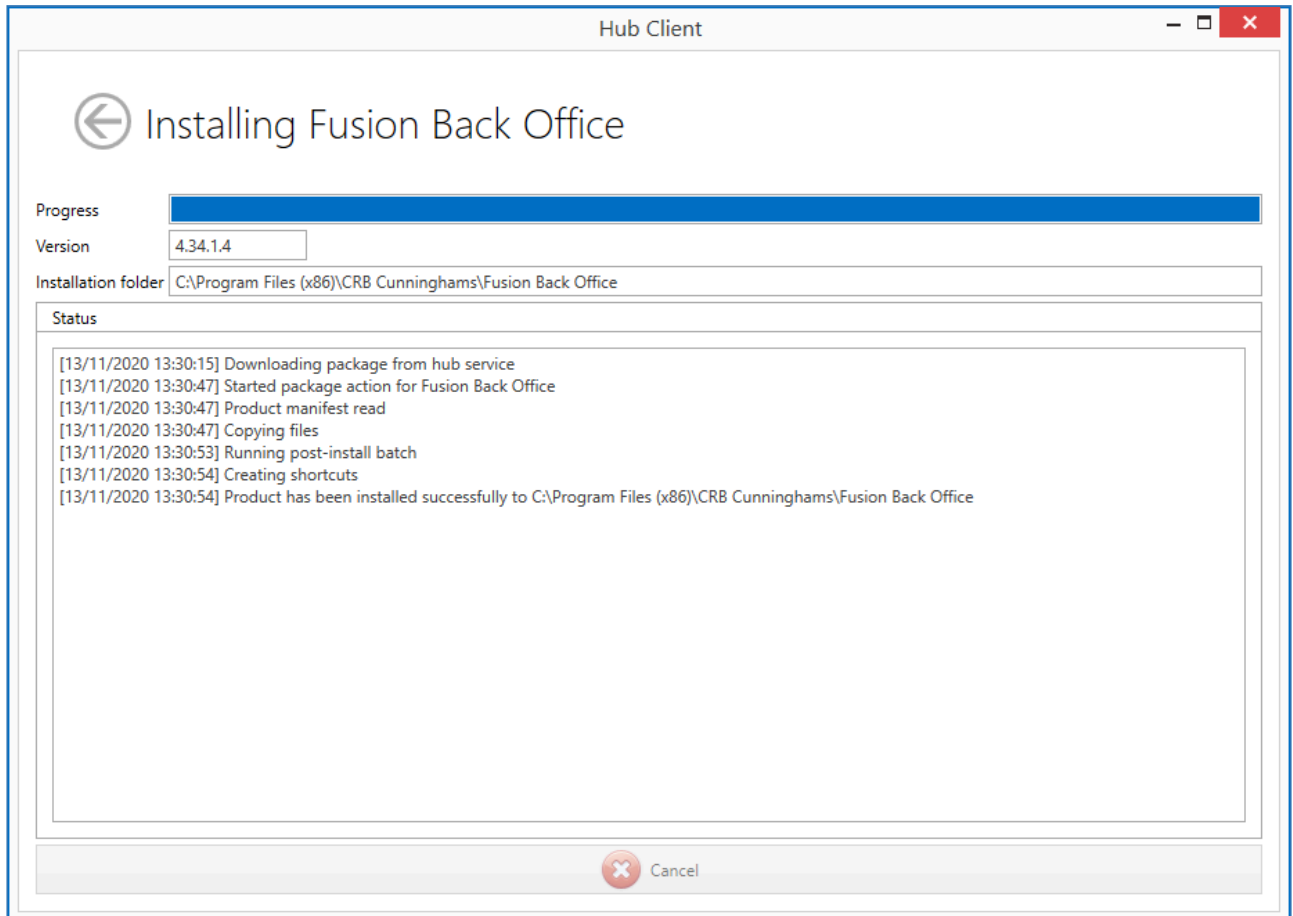 Hub Client
Installing Fusion Back Office
Progress
Version 4.34.1.4
Installation folder C:\Program Files (x86)\CRB Cunninghams\Fusion Back Office
Status
[13/11/2020 13:30:15] Downloading package from hub service
[13/11/2020 13:30:47] Started package action for Fusion Back Office
[13/11/2020 13:30:47] Product manifest read
[13/11/2020 13:30:47] Copying files
[13/11/2020 13:30:53] Running post-install batch
[13/11/2020 13:30:54] Creating shortcuts
[13/11/2020 13:30:54] Product has been installed successfully to C:\Program Files (x86)\CRB Cunninghams\Fusion Back Office
Cancel